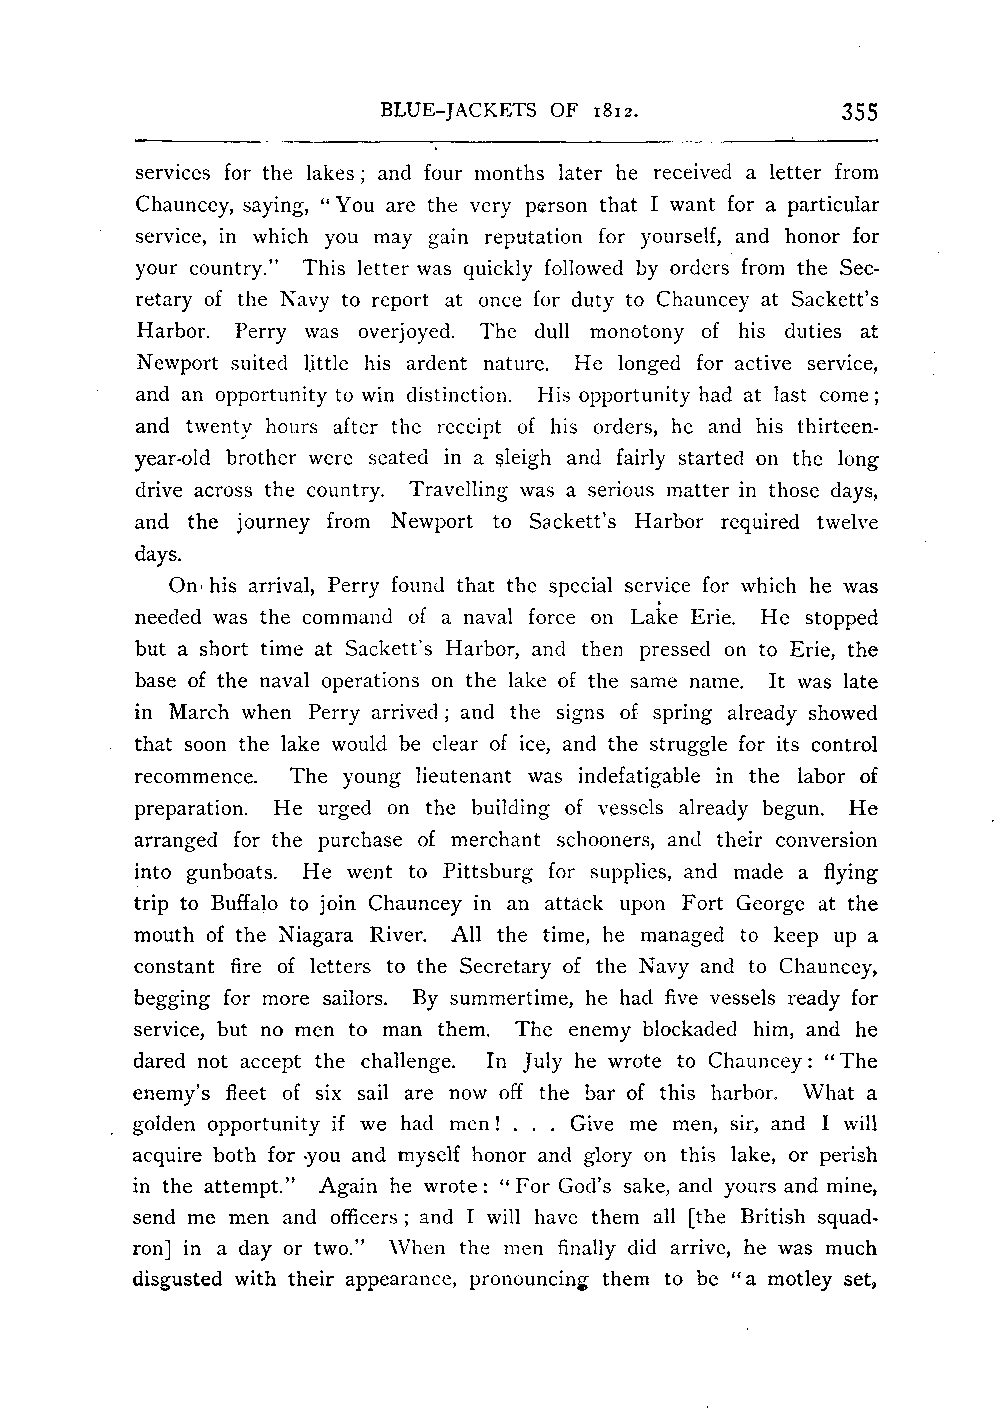 BLUE-JACKETS OF 1812. 355
services for the lakes; and four months later he received a letter from
Chauncey, saying, "You are the very person that I want for a particular
service, in which you may gain reputation for yourself, and honor for
your country." This letter was quickly followed by orders from the Sec-
retary of the Navy to report at once for duty to Chauncey at Sackett's
Harbor. Perry was overjoyed. The dull monotony of his duties at
Newport suited little his ardent nature. He longed for active service,
and an opportunity to win distinction. His opportunity had at last come;
and twenty hours after the receipt of his orders, he and his thirteen-
year-old brother were seated in a sleigh and fairly started on the long
drive across the country. Travelling was a serious matter in those days,
and the journey from Newport to Sackett's Harbor required twelve
days.
On his arrival, Perry found that the special service for which he was
needed was the command of a naval force on Lake Erie. He stopped
but a short time at Sackett's Harbor, and then pressed on to Erie, the
base of the naval operations on the lake of the same name. It was late
in March when Perry arrived; and the signs of spring already showed
that soon the lake would be clear of ice, and the struggle for its control
recommence. The young lieutenant was indefatigable in the labor of
preparation. He urged on the building of vessels already begun. He
arranged for the purchase of merchant schooners, and their conversion
into gunboats. He went to Pittsburg for supplies, and made a flying
trip to Buffalo to join Chauncey in an attack upon Fort George at the
mouth of the Niagara River. All the time, he managed to keep up a
constant fire of letters to the Secretary of the Navy and to Chauncey,
begging for more sailors. By summertime, he had five vessels ready for
service, but no men to man them. The enemy blockaded him, and he
dared not accept the challenge. In July he wrote to Chauncey: "The
enemy's fleet of six sail are now off the bar of this harbor. What a
golden opportunity if we had men! . . . Give me men, sir, and I will
acquire both for you and myself honor and glory on this lake, or perish
in the attempt." Again he wrote: "For God's sake, and yours and mine,
send me men and officers; and I will have them all [the British squad-
ron] in a day or two." When the men finally did arrive, he was much
disgusted with their appearance, pronouncing them to be "a motley set,